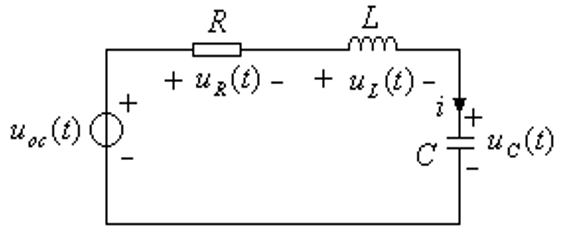 R L
+ u_R(t) - + u_L(t) -
i
+ +
u_oc(t) C u_C(t)
- -